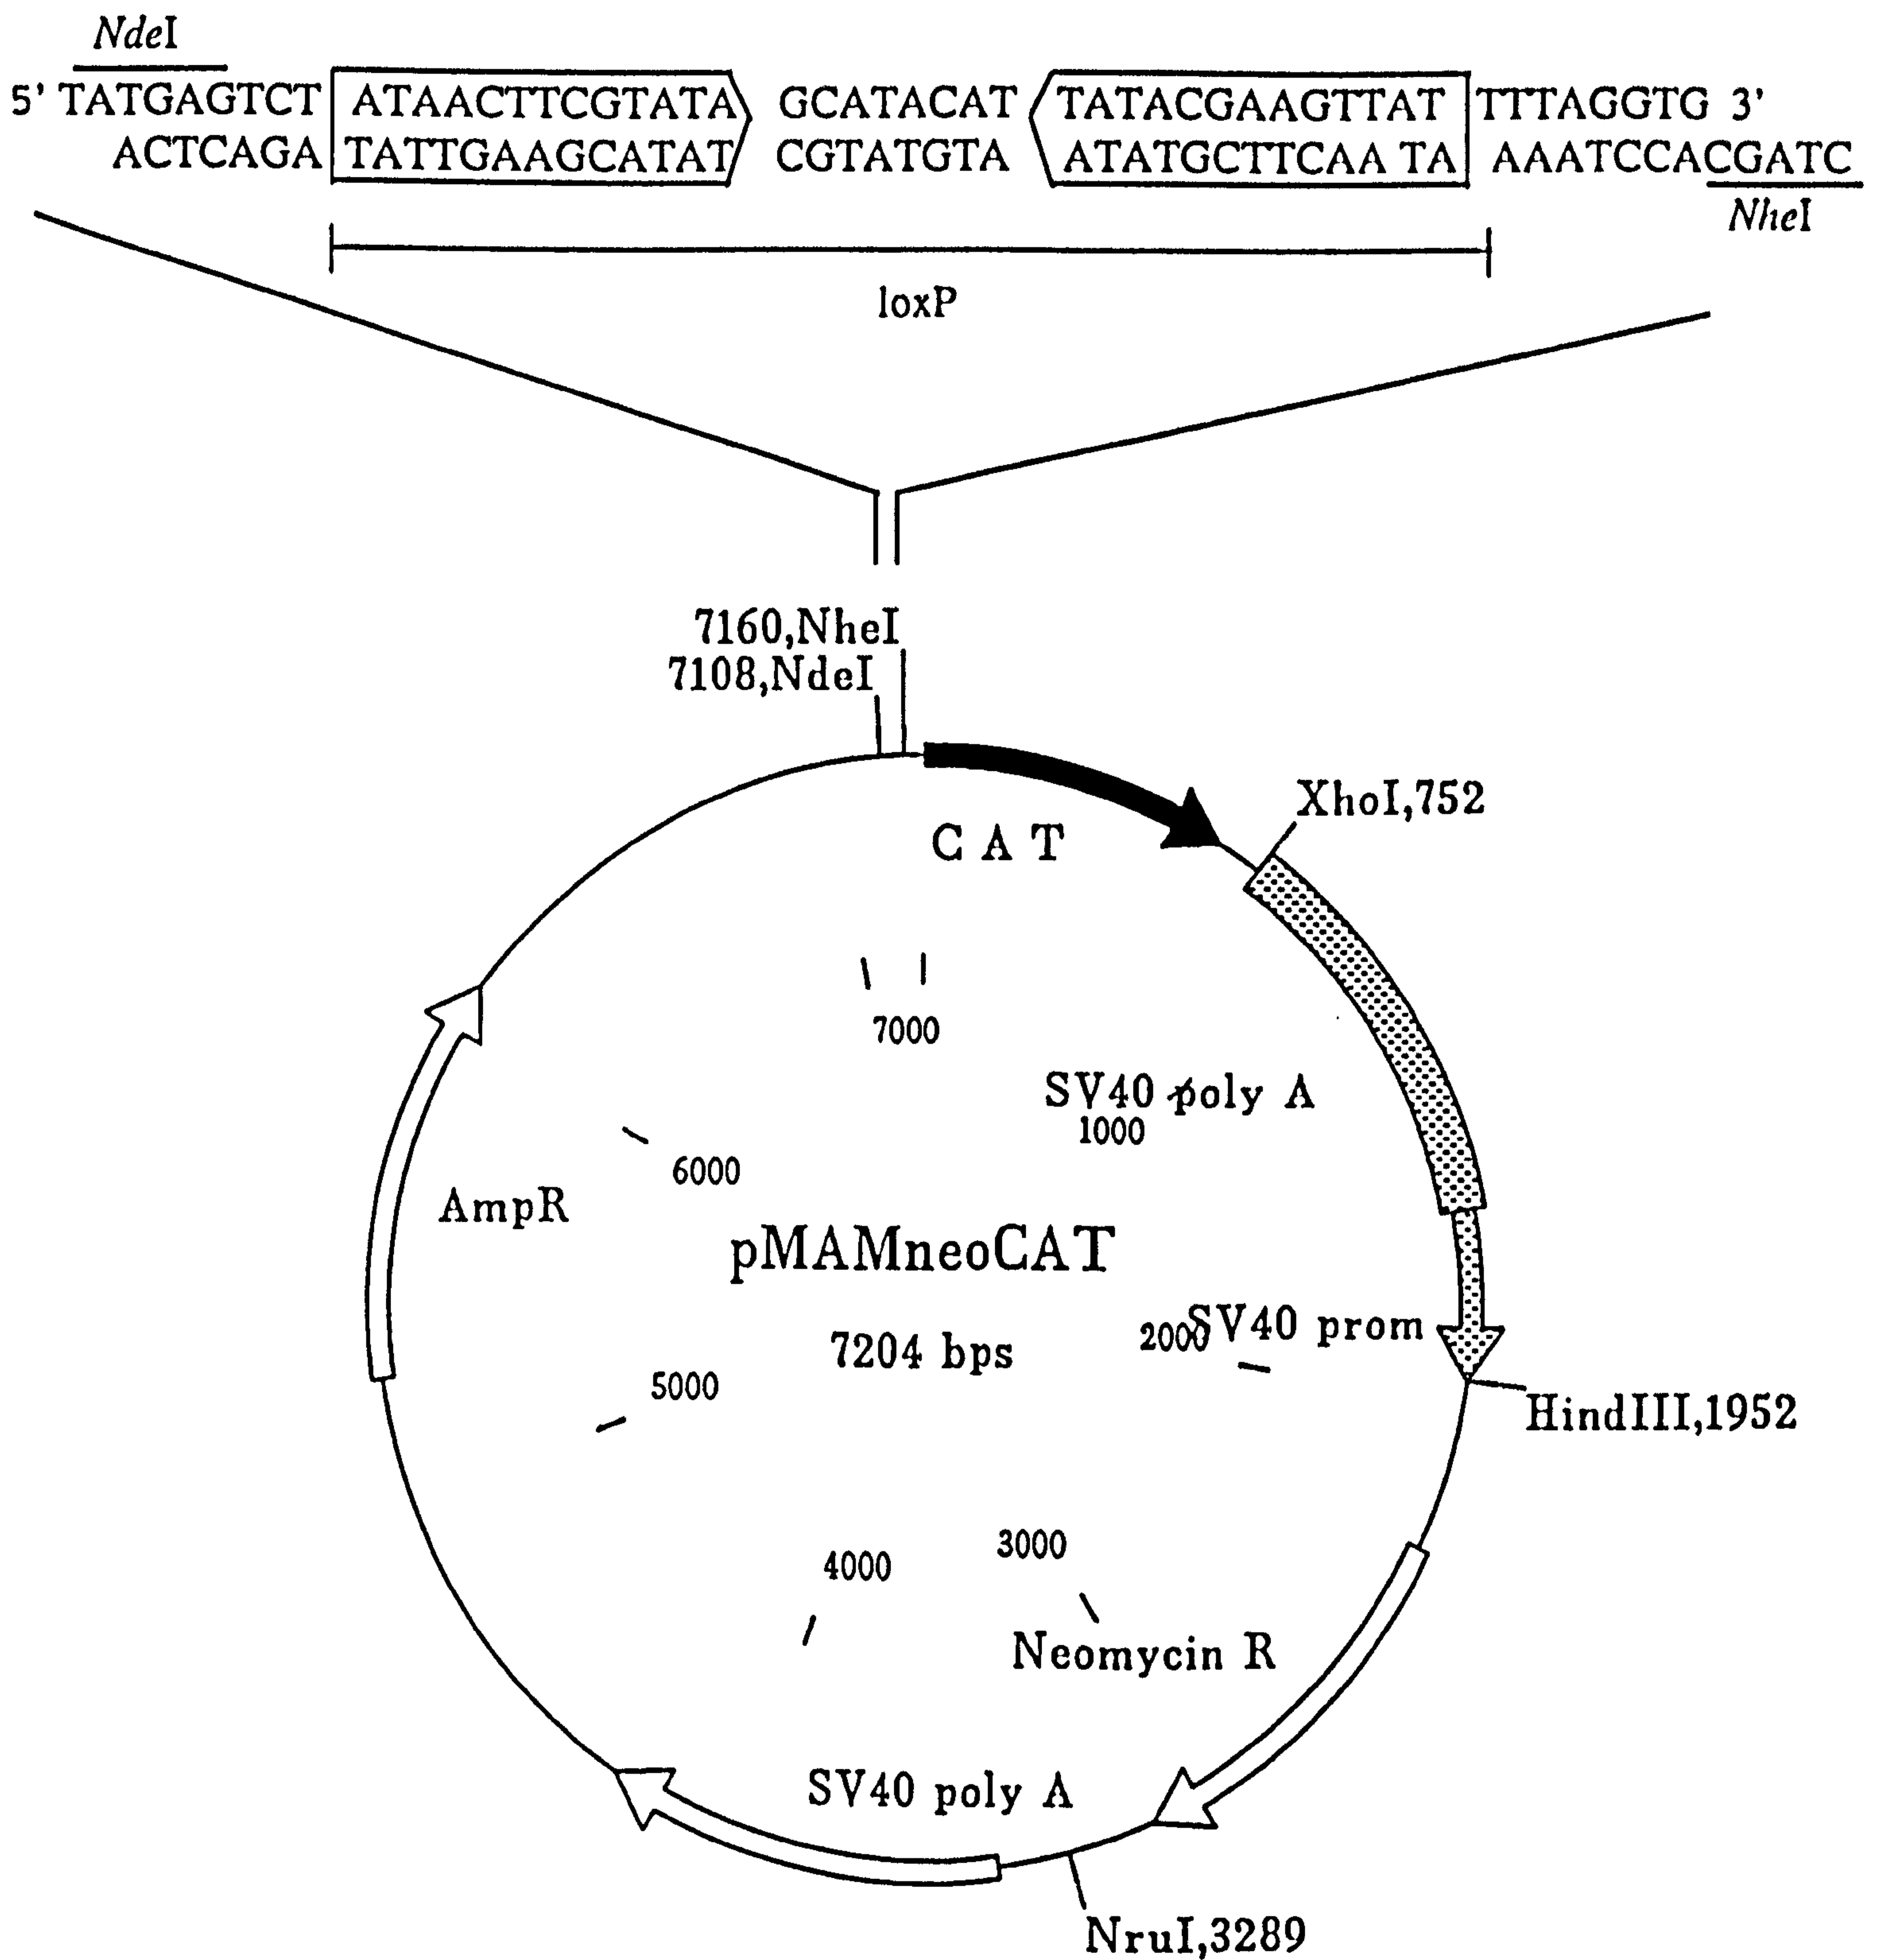 NdeI
5' TATGAGTCT ATAACTTCGTATA GCATACAT TATACGAAGTTAT TTTAGGTG 3'
ACTCAGA TATTGAAGCATAT CGTATGTA ATATGCTTCAA TA AAATCCACGATC
NheI
loxP
7160,NheI
7108,NdeI
XhoI,752
C A T
7000
SV40 poly A
1000
6000
AmpR
pMAMneoCAT
SV40 prom
2000
7204 bps
5000
HindIII,1952
3000
4000
Neomycin R
SV40 poly A
NruI,3289